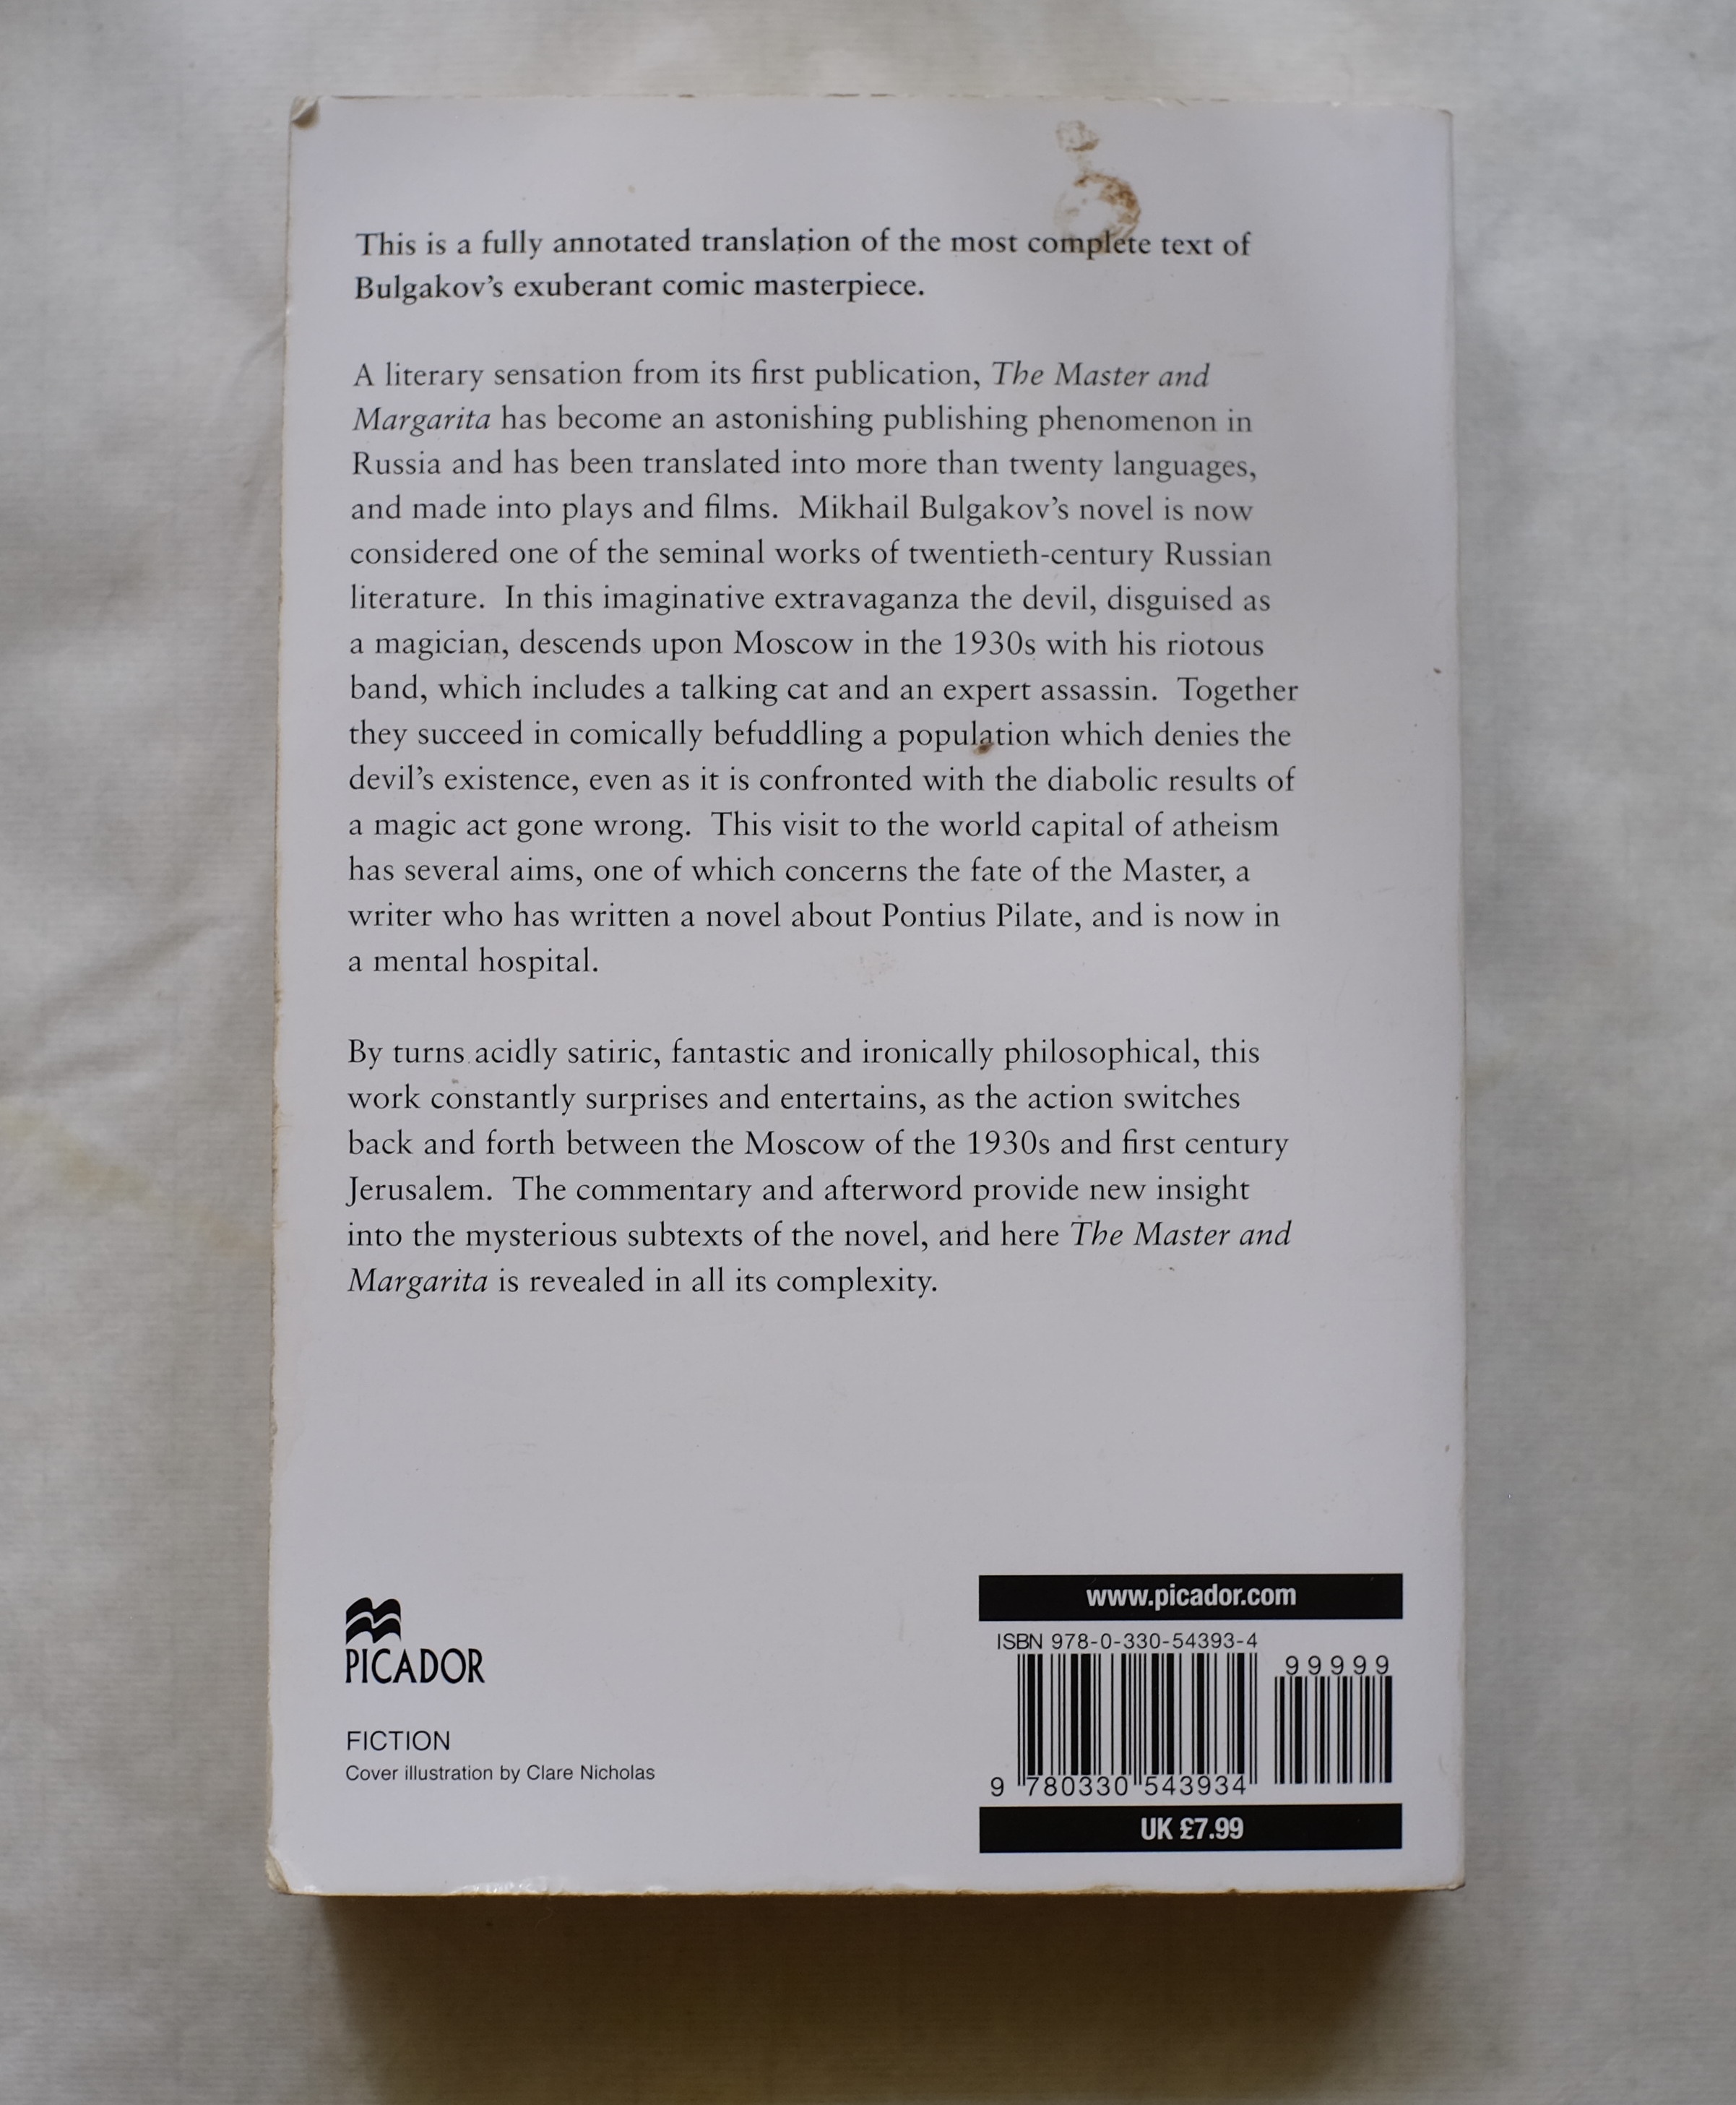 This is a fully annotated translation of the most complete text of
Bulgakov's exuberant comic masterpiece.
A literary sensation from its first publication, The Master and
Margarita has become an astonishing publishing phenomenon in
Russia and has been translated into more than twenty languages,
and made into plays and films. Mikhail Bulgakov's novel is now
considered one of the seminal works of twentieth-century Russian
literature. In this imaginative extravaganza the devil, disguised as
a magician, descends upon Moscow in the 1930s with his riotous
band, which includes a talking cat and an expert assassin. Together
they succeed in comically befuddling a population which denies the
devil's existence, even as it is confronted with the diabolic results of
a magic act gone wrong. This visit to the world capital of atheism
has several aims, one of which concerns the fate of the Master, a
writer who has written a novel about Pontius Pilate, and is now in
a mental hospital.
By turns acidly satiric, fantastic and ironically philosophical, this
work constantly surprises and entertains, as the action switches
back and forth between the Moscow of the 1930s and first century
Jerusalem. The commentary and afterword provide new insight
into the mysterious subtexts of the novel, and here The Master and
Margarita is revealed in all its complexity.
PICADOR
FICTION
Cover illustration by Clare Nicholas
www.picador.com
ISBN 978-0-330-54393-4
99999
9 780330 543934
UK £7.99